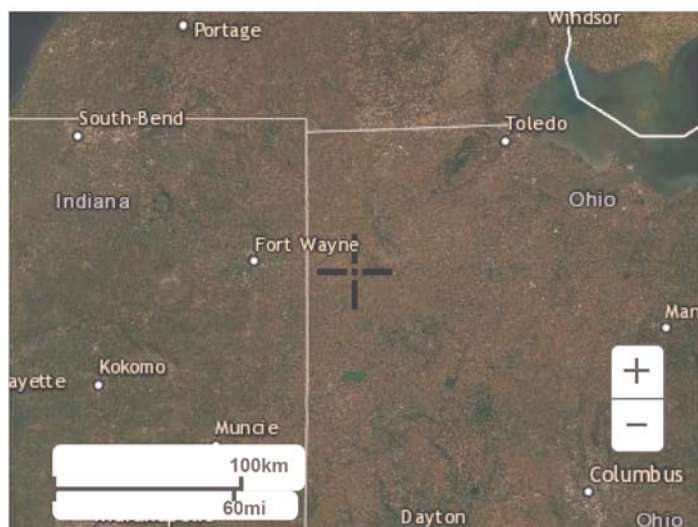 Windsor
Portage
South Bend
Toledo
Indiana
Ohio
Fort Wayne
Man
+
Kokomo
ayette
−
Muncie
100km
60mi
Columbus
Dayton
Ohio